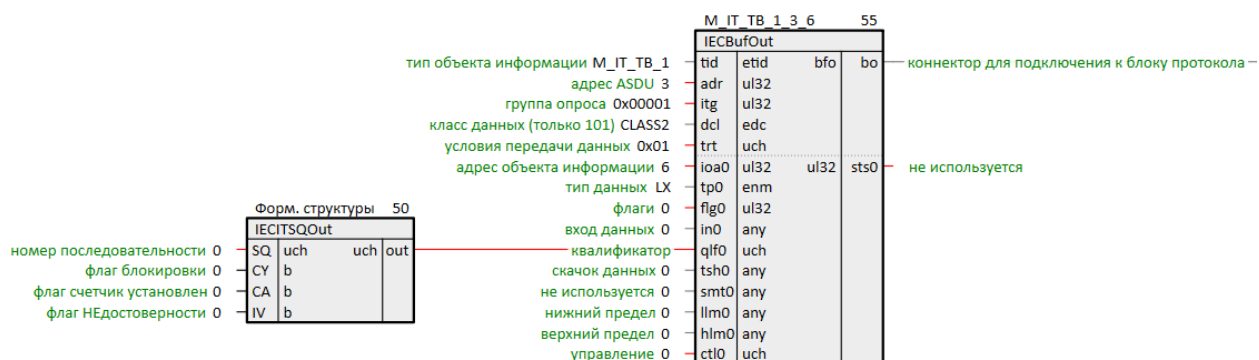 M_IT_TB_1_3_6 55
IECBufOut
тип объекта информации M_IT_TB_1 tid etid bfo bo коннектор для подключения к блоку протокола
адрес ASDU 3 adr ul32
группа опроса 0x00001 itg ul32
класс данных (только 101) CLASS2 dcl edc
условия передачи данных 0x01 trt uch
адрес объекта информации 6 ioa0 ul32 ul32 sts0 не используется
тип данных LX tp0 enm
флаги 0 flg0 ul32
вход данных 0 in0 any
квалификатор qlf0 uch
скачок данных 0 tsh0 any
не используется 0 smt0 any
нижний предел 0 llm0 any
верхний предел 0 hlm0 any
управление 0 ctl0 uch
Форм. структуры 50
IECITSQOut
номер последовательности 0 SQ uch uch out
флаг блокировки 0 CY b
флаг счетчик установлен 0 CA b
флаг НЕдостоверности 0 IV b